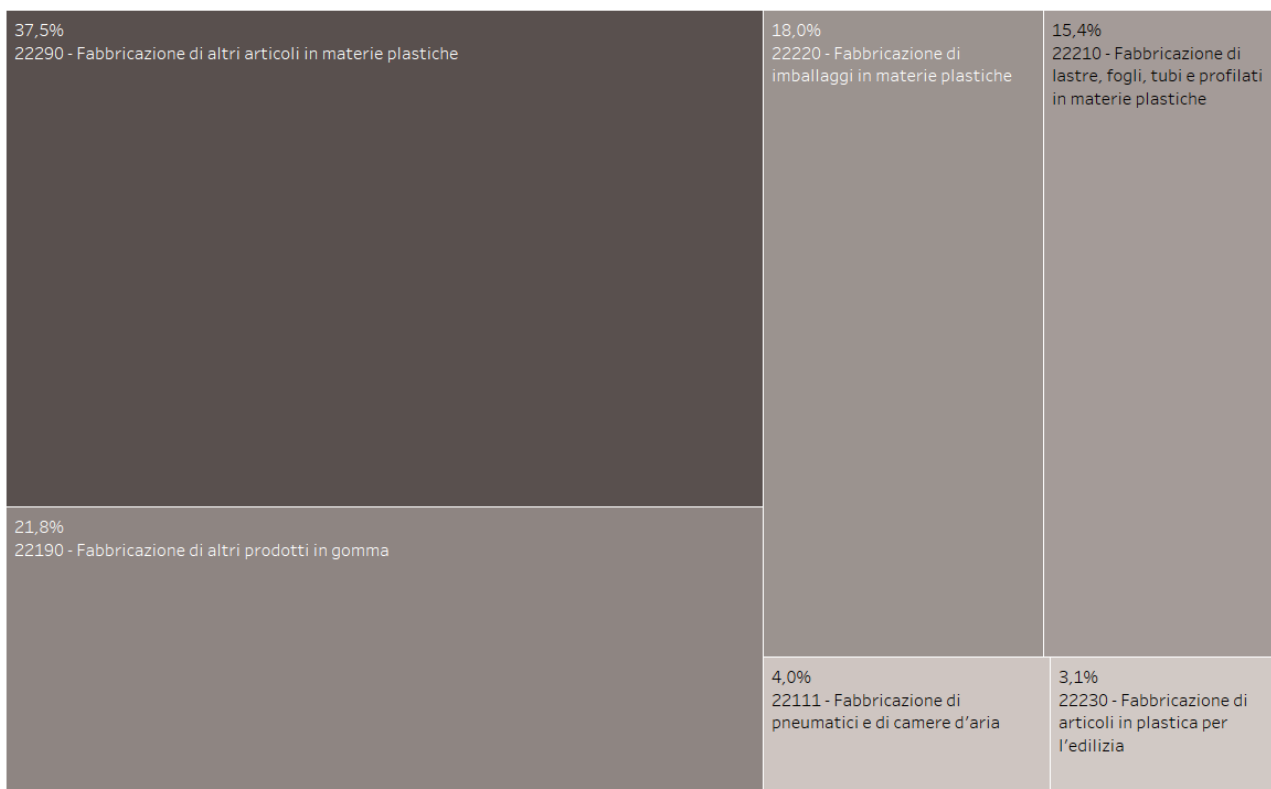 37,5%
22290 - Fabbricazione di altri articoli in materie plastiche
21,8%
22190 - Fabbricazione di altri prodotti in gomma
18,0%
22220 - Fabbricazione di
imballaggi in materie plastiche
15,4%
22210 - Fabbricazione di
lastre, fogli, tubi e profilati
in materie plastiche
4,0%
22111 - Fabbricazione di
pneumatici e di camere d’aria
3,1%
22230 - Fabbricazione di
articoli in plastica per
l’edilizia